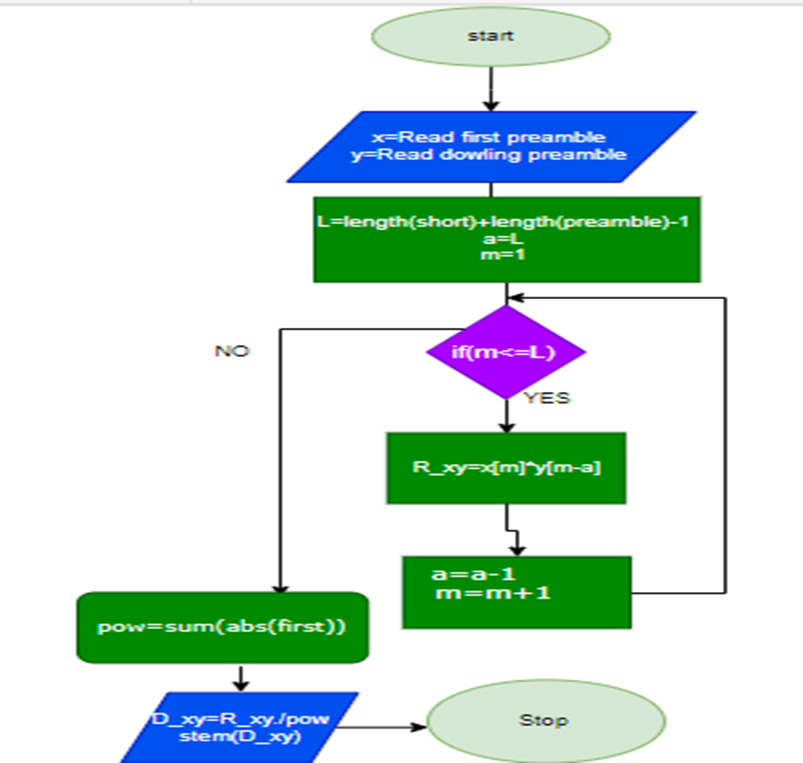 start
x=Read first preamble
y=Read dowling preamble
L=length(short)+length(preamble)-1
a=L
m=1
if(m<=L)
NO
YES
R_xy=x[m]*y[m-a]
a=a-1
m=m+1
pow=sum(abs(first))
D_xy=R_xy./pow
stem(D_xy)
Stop